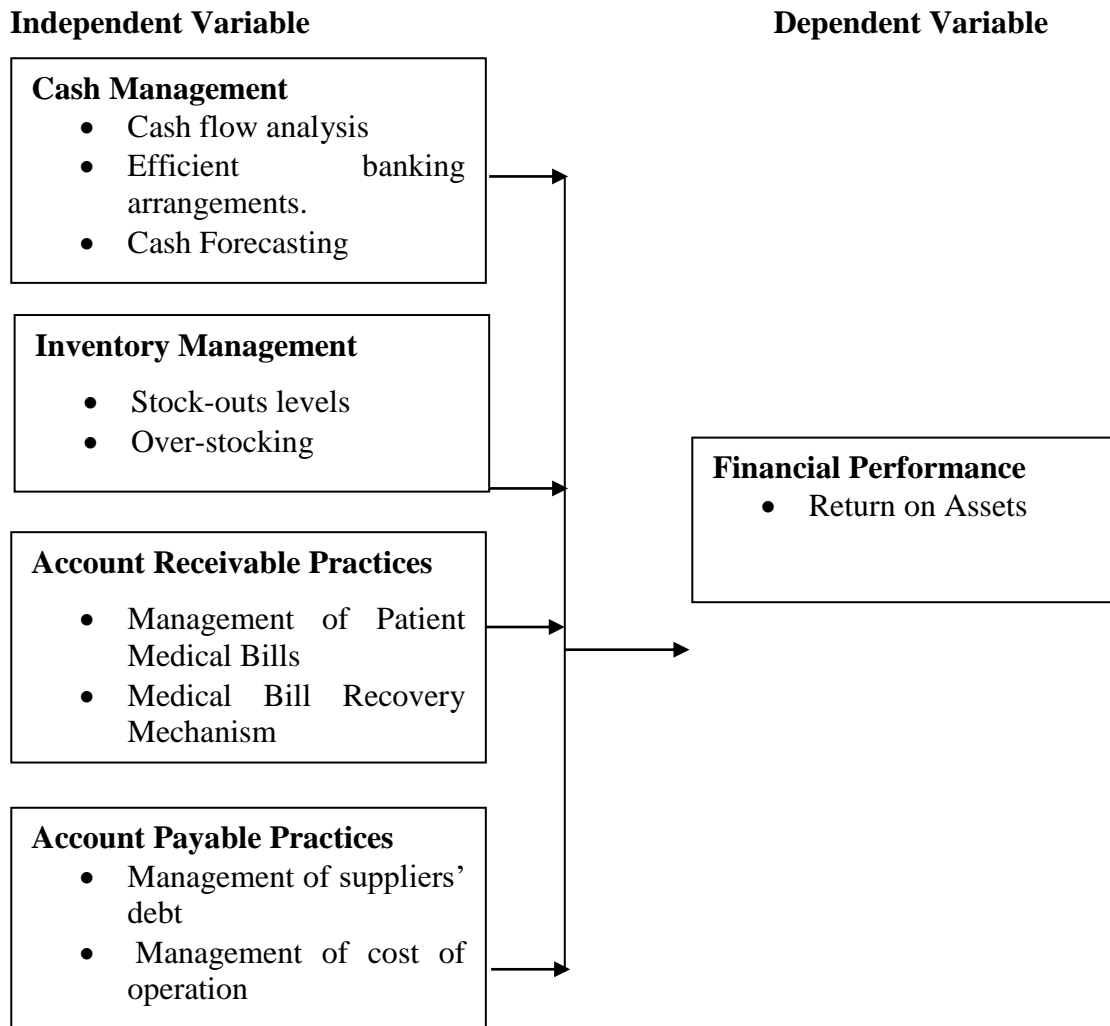 Independent Variable
Dependent Variable
Cash Management
• Cash flow analysis
• Efficient banking
arrangements.
• Cash Forecasting
Inventory Management
• Stock-outs levels
• Over-stocking
Financial Performance
• Return on Assets
Account Receivable Practices
• Management of Patient
Medical Bills
• Medical Bill Recovery
Mechanism
Account Payable Practices
• Management of suppliers’
debt
• Management of cost of
operation